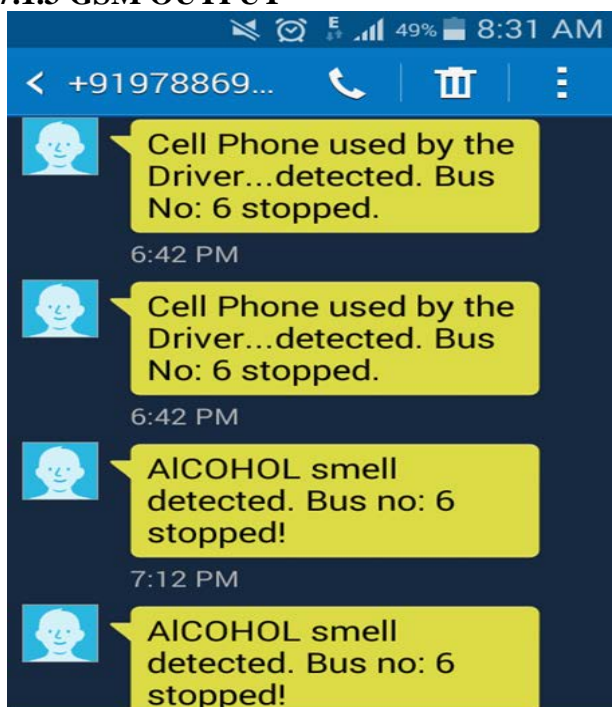 7.1.3 GSM OUTPUT
E 49% 8:31 AM
< +91978869...
Cell Phone used by the
Driver...detected. Bus
No: 6 stopped.
6:42 PM
Cell Phone used by the
Driver...detected. Bus
No: 6 stopped.
6:42 PM
AlCOHOL smell
detected. Bus no: 6
stopped!
7:12 PM
AlCOHOL smell
detected. Bus no: 6
stopped!